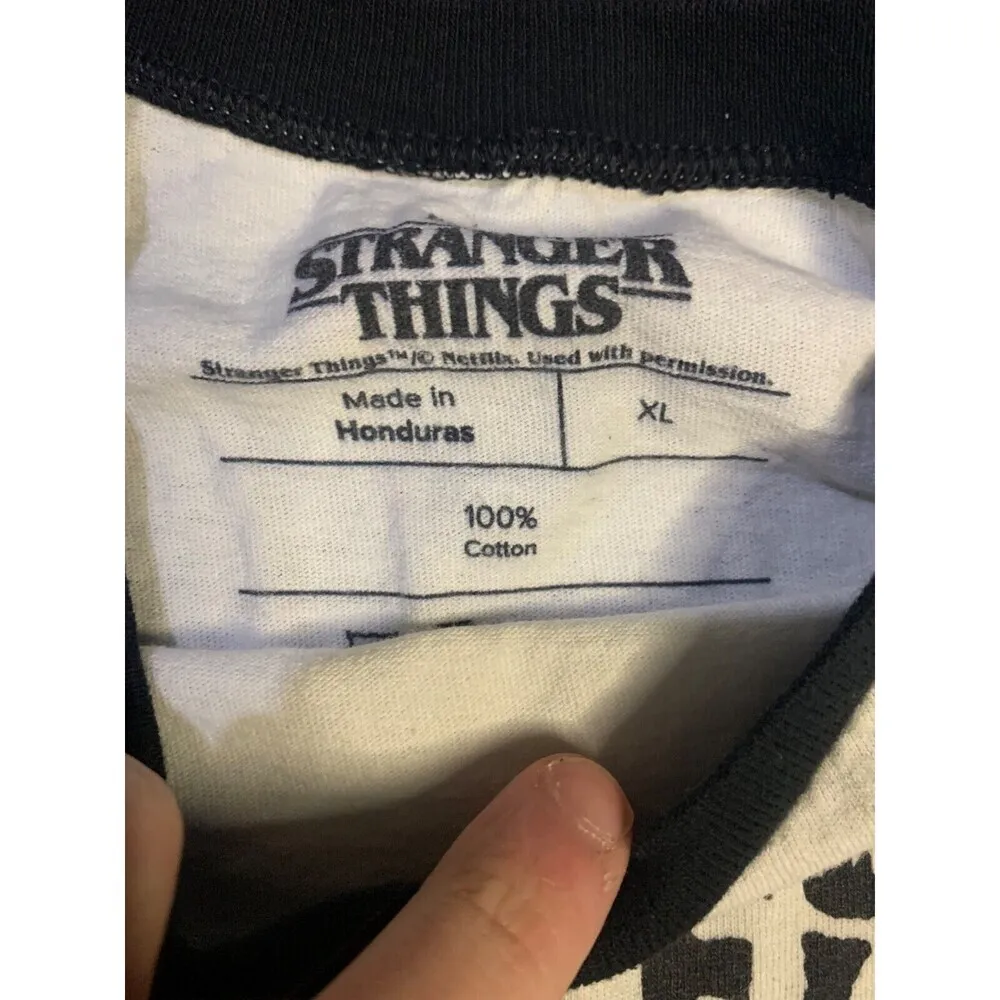 STRANGER
THINGS
Stranger Things™/© Netflix. Used with permission.
Made in
Honduras
XL
100%
Cotton